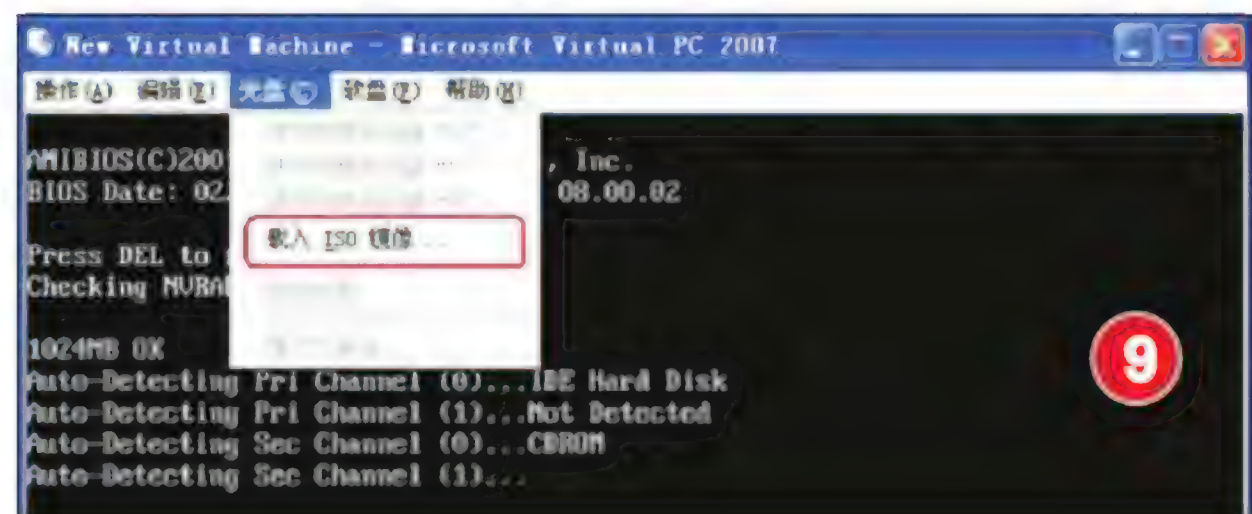 New Virtual Machine - Microsoft Virtual PC 2007
操作(A) 编辑(E) 光盘(C) 软盘(F) 帮助(H)
AMIBIOS(C)200 , Inc.
BIOS Date: 02 08.00.02
载入 ISO 镜像...
Press DEL to
Checking NVRA
1024MB OK
Auto-Detecting Pri Channel (0)...IDE Hard Disk
Auto-Detecting Pri Channel (1)...Not Detected
Auto-Detecting Sec Channel (0)...CDROM
Auto-Detecting Sec Channel (1)...
9